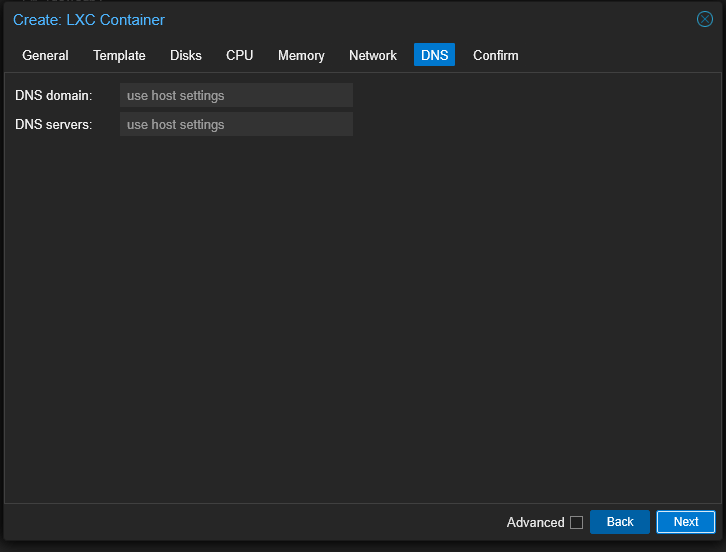 Create: LXC Container
General Template Disks CPU Memory Network DNS Confirm
DNS domain: use host settings
DNS servers: use host settings
Advanced Back Next